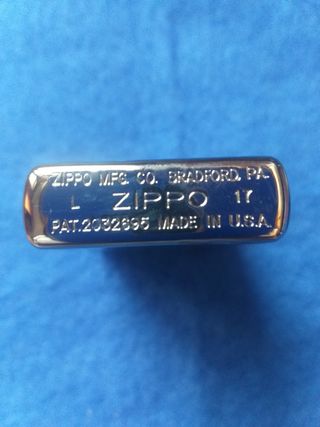 ZIPPO MFG. CO. BRADFORD, PA.
L ZIPPO 17
PAT.2032695 MADE IN U.S.A.